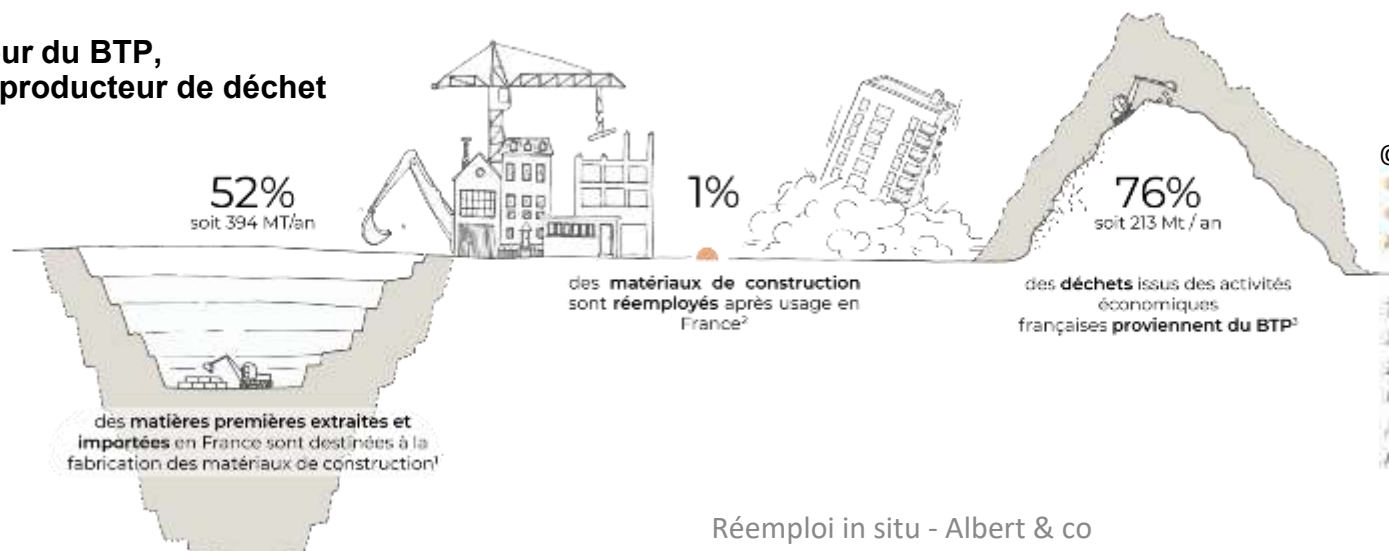 ur du BTP,
producteur de déchet
52%
soit 394 MT/an
1%
76%
soit 213 Mt / an
des matériaux de construction
sont réemployés après usage en
France²
des déchets issus des activités
économiques
françaises proviennent du BTP³
des matières premières extraites et
importées en France sont destinées à la
fabrication des matériaux de construction¹
Réemploi in situ - Albert & co